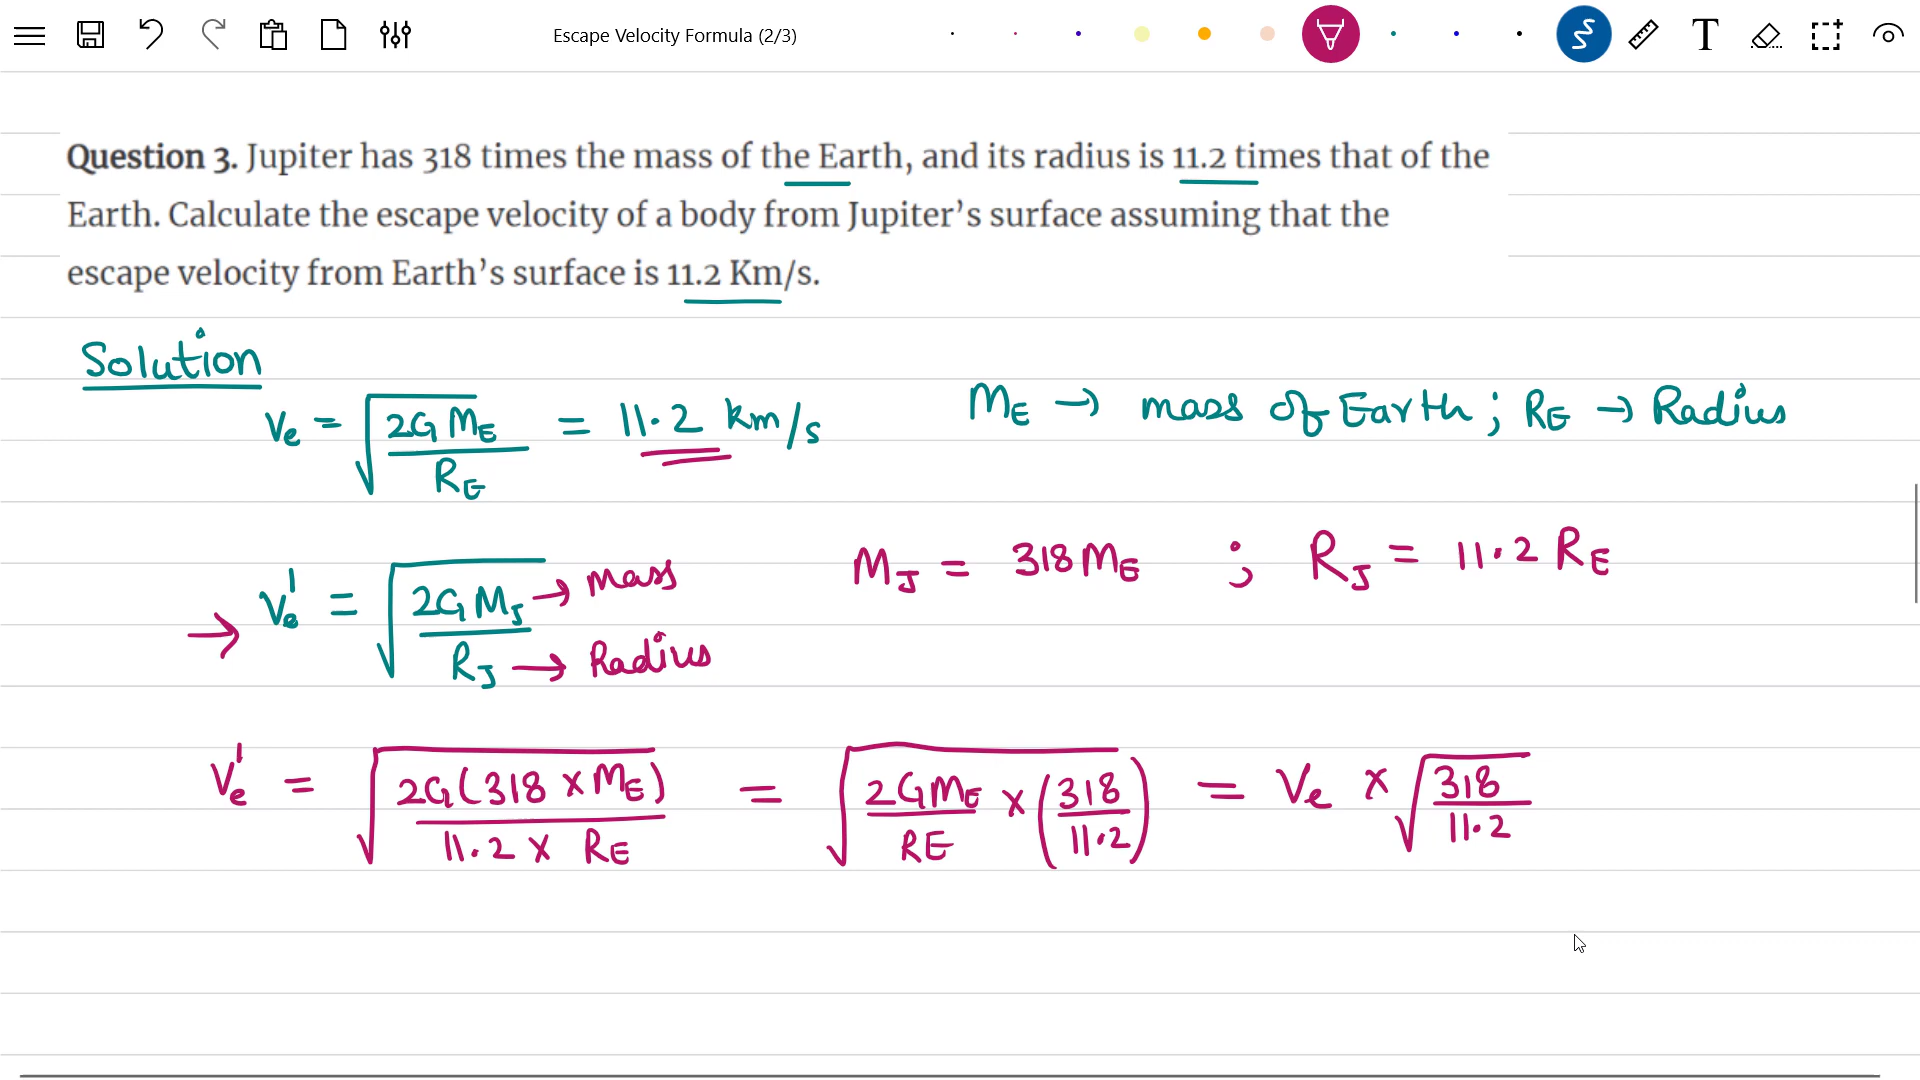 Escape Velocity Formula (2/3)
T
Question 3. Jupiter has 318 times the mass of the Earth, and its radius is 11.2 times that of the
Earth. Calculate the escape velocity of a body from Jupiter’s surface assuming that the
escape velocity from Earth’s surface is 11.2 Km/s.
Solution
Ve = √(2GME/RE) = 11.2 km/s ME → mass of Earth; RE → Radius
→ Ve' = √(2GMJ/RJ) → mass → Radius MJ = 318ME ; RJ = 11.2 RE
Ve' = √(2G(318 × ME)/11.2 × RE) = √(2GME/RE × (318/11.2)) = Ve × √(318/11.2)